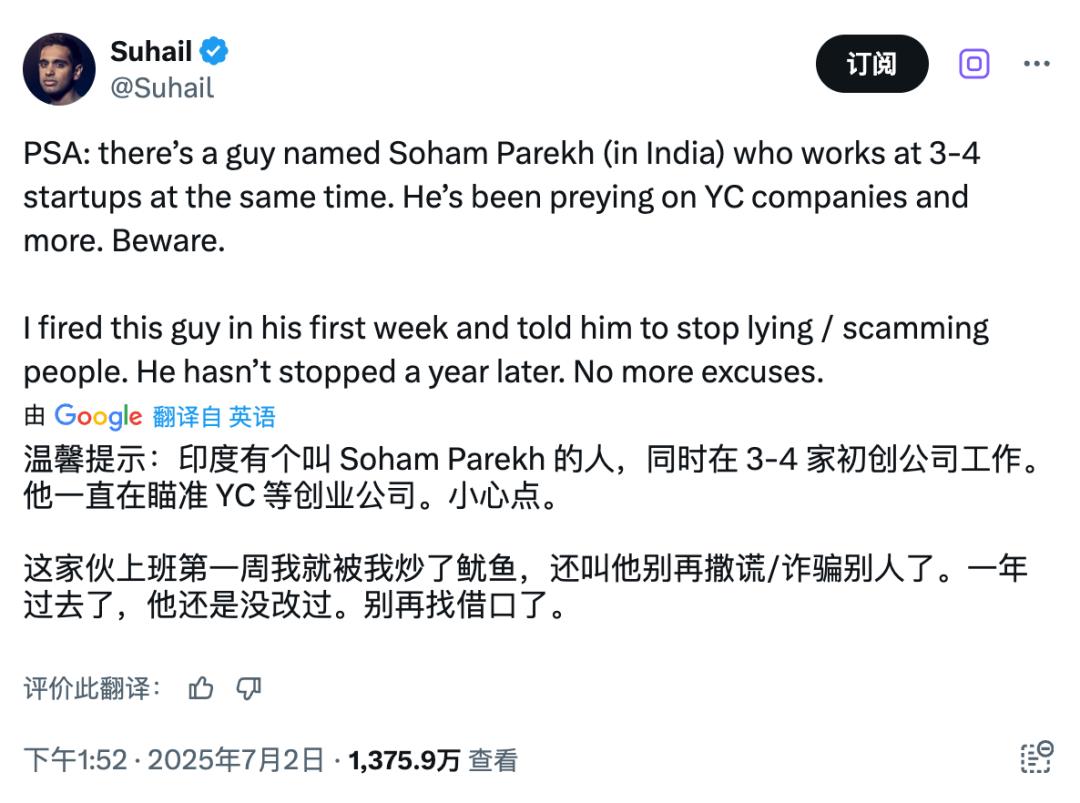 Suhail
@Suhail
订阅
PSA: there’s a guy named Soham Parekh (in India) who works at 3-4
startups at the same time. He’s been preying on YC companies and
more. Beware.
I fired this guy in his first week and told him to stop lying / scamming
people. He hasn’t stopped a year later. No more excuses.
由 Google 翻译自 英语
温馨提示：印度有个叫 Soham Parekh 的人，同时在 3-4 家初创公司工作。
他一直在瞄准 YC 等创业公司。小心点。
这家伙上班第一周我就被我炒了鱿鱼，还叫他别再撒谎/诈骗别人了。一年
过去了，他还是没改过。别再找借口了。
评价此翻译：
下午1:52 · 2025年7月2日 · 1,375.9万 查看